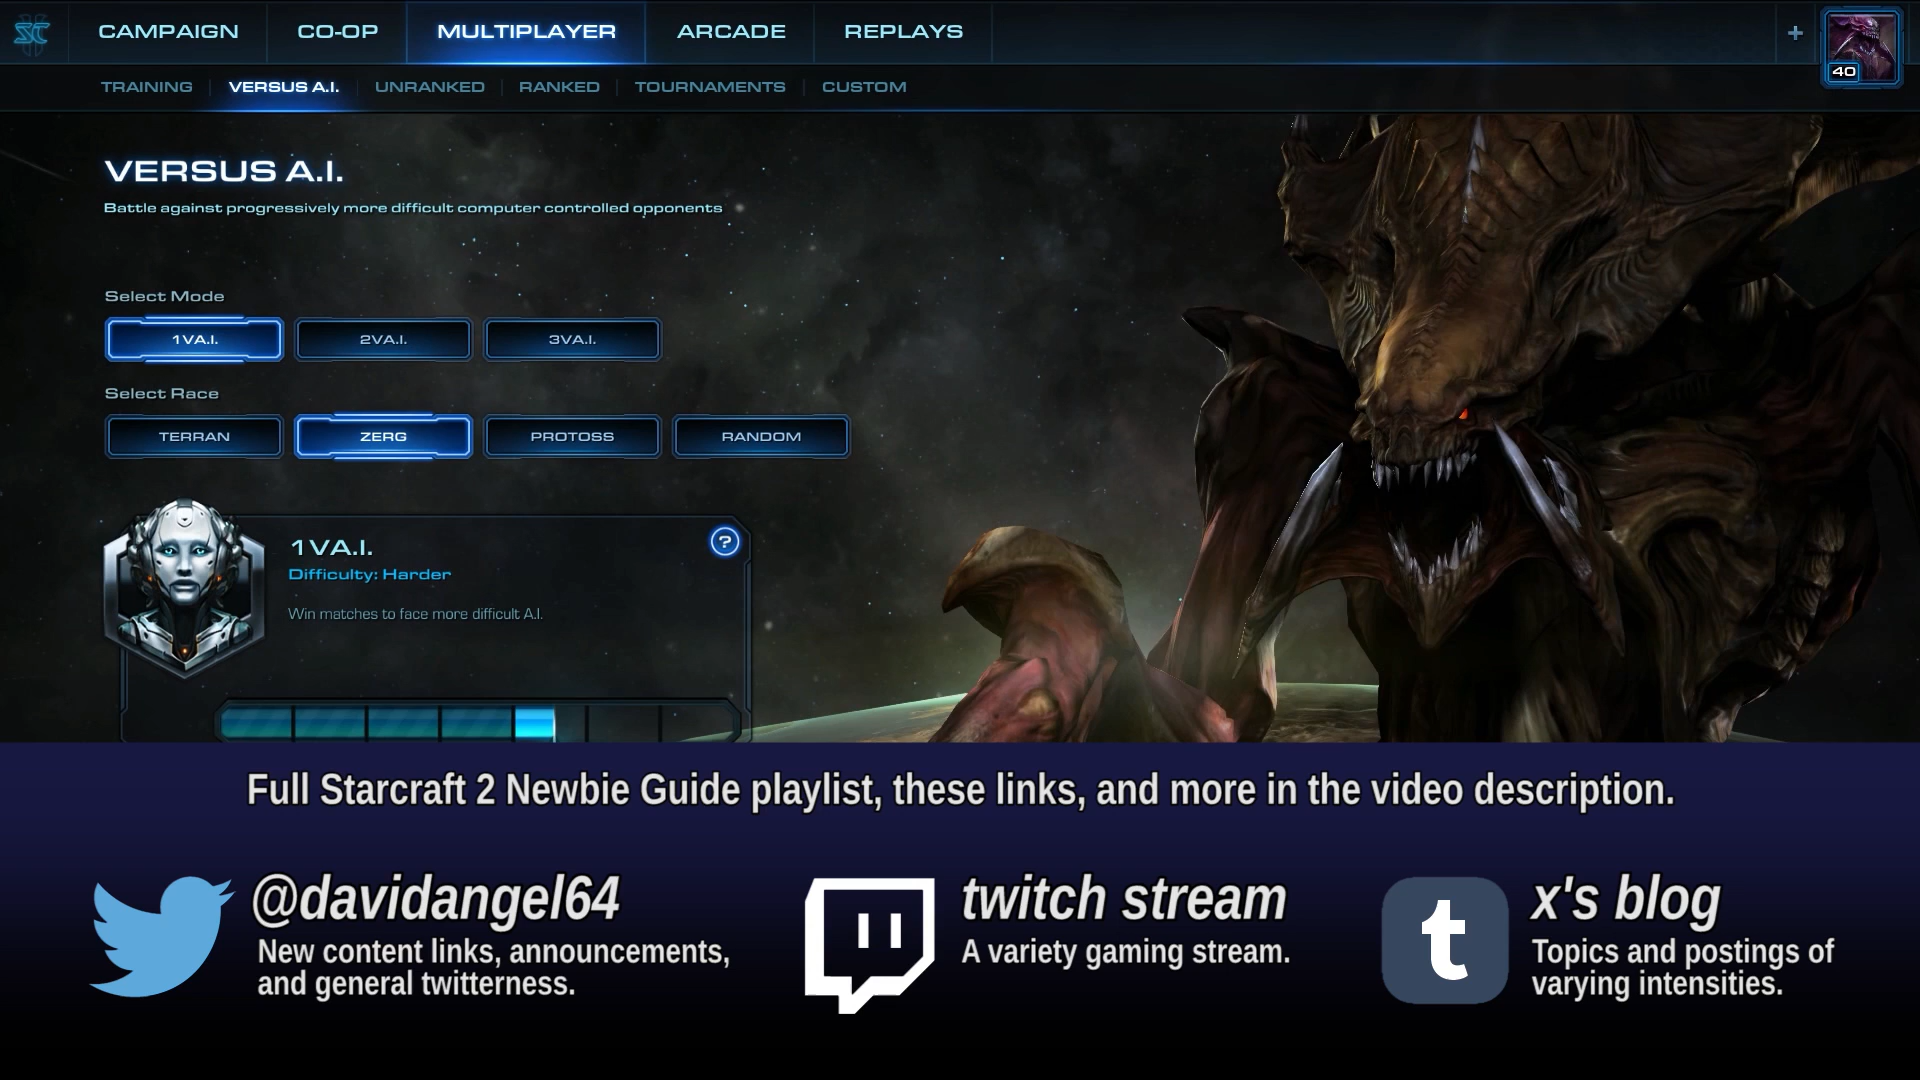 CAMPAIGN CO-OP MULTIPLAYER ARCADE REPLAYS +
40
TRAINING VERSUS A.I. UNRANKED RANKED TOURNAMENTS CUSTOM
VERSUS A.I.
Battle against progressively more difficult computer controlled opponents
Select Mode
1VA.I. 2VA.I. 3VA.I.
Select Race
TERRAN ZERG PROTOSS RANDOM
1VA.I. ?
Difficulty: Harder
Win matches to face more difficult A.I.
Full Starcraft 2 Newbie Guide playlist, these links, and more in the video description.
@davidangel64
New content links, announcements,
and general twitterness.
twitch stream
A variety gaming stream.
t
x's blog
Topics and postings of
varying intensities.